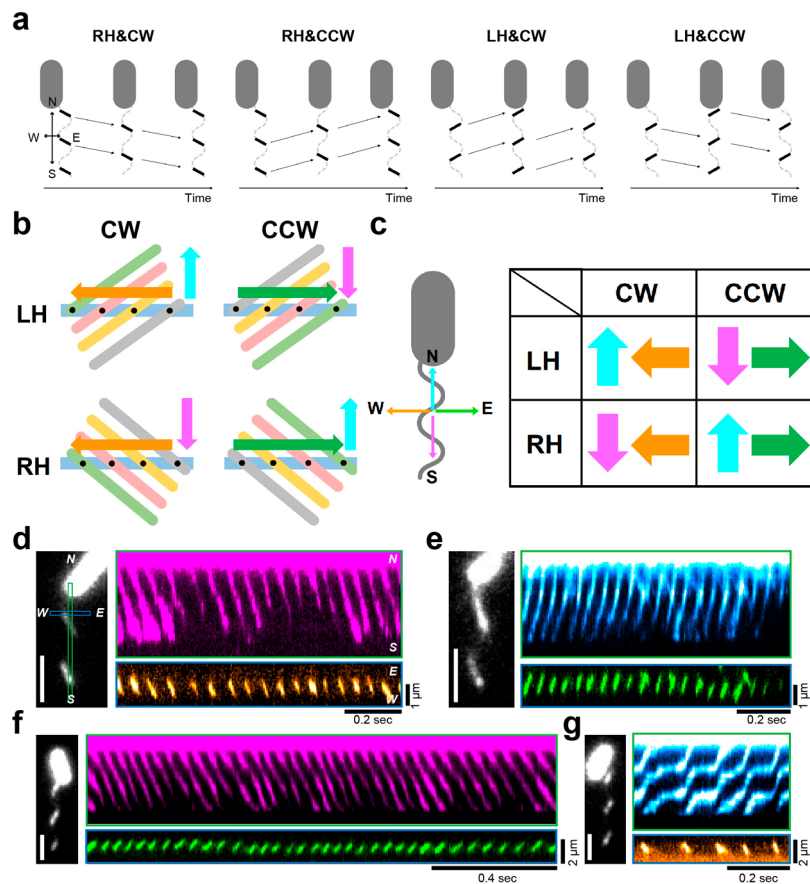 a
RH&CW RH&CCW LH&CW LH&CCW
N
W E
S
Time Time Time Time
b
CW CCW
LH
RH
c
N
W E
S
CW CCW
LH
RH
d
N
W E
S
N
S
E
W
1 μm
0.2 sec
e
1 μm
0.2 sec
f
2 μm
0.4 sec
g
2 μm
0.2 sec